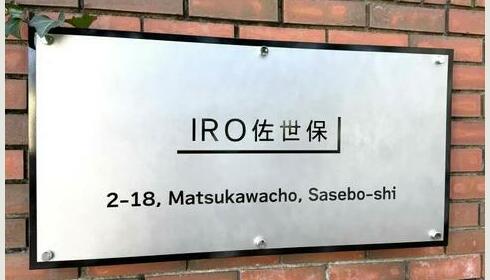 IRO佐世保
2-18, Matsukawacho, Sasebo-shi